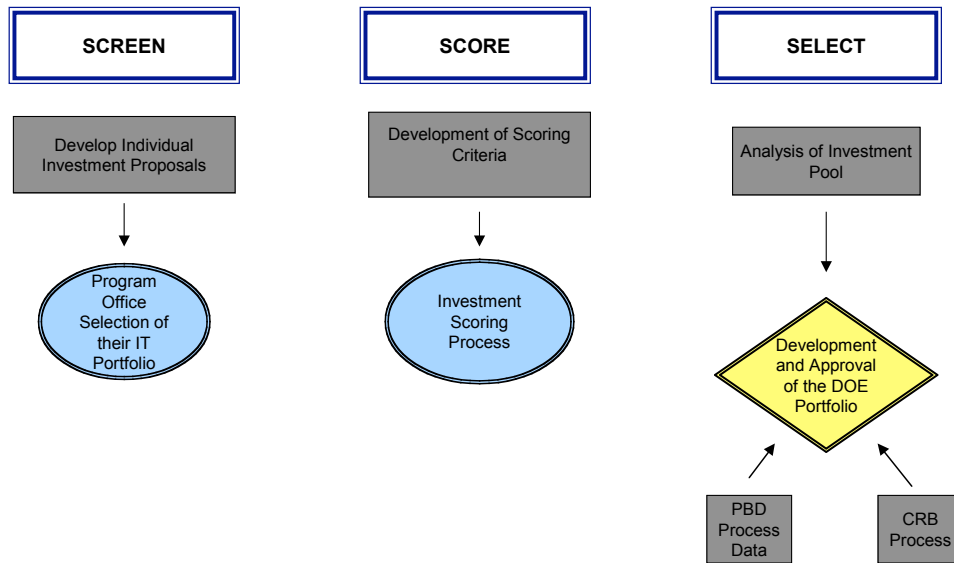 SCREEN
SCORE
SELECT
Develop Individual
Investment Proposals
Development of Scoring
Criteria
Analysis of Investment
Pool
Program
Office
Selection of
their IT
Portfolio
Investment
Scoring
Process
Development
and Approval
of the DOE
Portfolio
PBD
Process
Data
CRB
Process